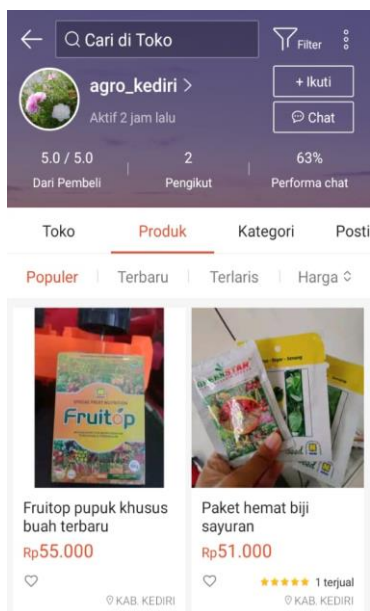 Cari di Toko
Filter
agro_kediri >
+ Ikuti
Aktif 2 jam lalu
Chat
5.0 / 5.0
2
63%
Dari Pembeli
Pengikut
Performa chat
Toko
Produk
Kategori
Posti
Populer
Terbaru
Terlaris
Harga
Fruitop
GREENSTAR
Fruitop pupuk khusus
buah terbaru
Rp55.000
KAB. KEDIRI
Paket hemat biji
sayuran
Rp51.000
1 terjual
KAB. KEDIRI